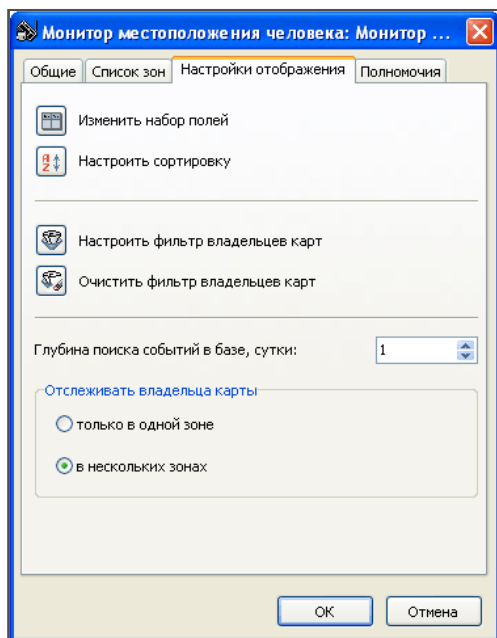 Монитор местоположения человека: Монитор ...
Общие Список зон Настройки отображения Полномочия
Изменить набор полей
Настроить сортировку
Настроить фильтр владельцев карт
Очистить фильтр владельцев карт
Глубина поиска событий в базе, сутки: 1
Отслеживать владельца карты
только в одной зоне
в нескольких зонах
ОК Отмена